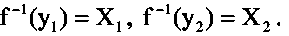 f⁻¹(y₁) = X₁, f⁻¹(y₂) = X₂.